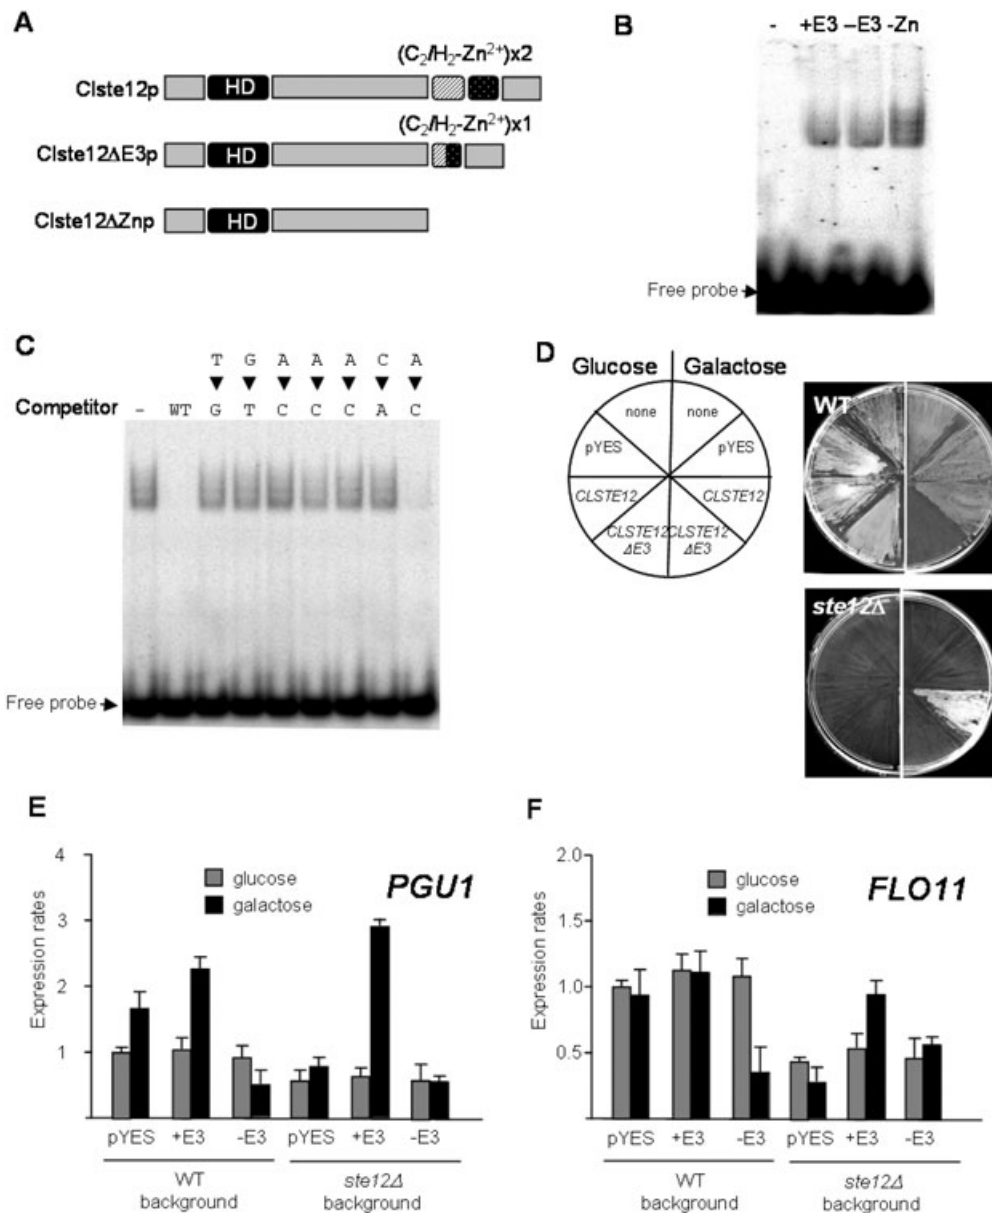 A
(C₂/H₂-Zn²⁺)x2
Clste12p
HD
(C₂/H₂-Zn²⁺)x1
Clste12ΔE3p
HD
Clste12ΔZnp
HD
B
- +E3 –E3 -Zn
Free probe
C
T G A A A C A
Competitor - WT G T C C C A C
Free probe
D
Glucose Galactose
none none
pYES pYES
CLSTE12 CLSTE12
CLSTE12 CLSTE12
ΔE3 ΔE3
WT
ste12Δ
E
4
3
2
1
Expression rates
glucose
galactose
PGU1
pYES +E3 -E3 pYES +E3 -E3
WT background
ste12Δ background
F
2.0
1.5
1.0
0.5
Expression rates
glucose
galactose
FLO11
pYES +E3 -E3 pYES +E3 -E3
WT background
ste12Δ background